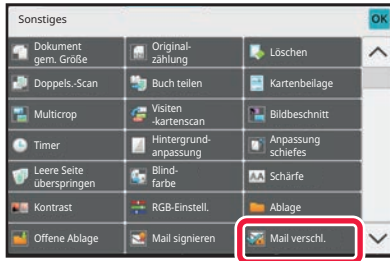 Sonstiges
OK
Dokument
gem. Größe
Original-
zählung
Löschen
Doppels.-Scan
Buch teilen
Kartenbeilage
Multicrop
Visiten
-kartenscan
Bildbeschnitt
Timer
Hintergrund-
anpassung
Anpassung
schiefes
Leere Seite
überspringen
Blind-
farbe
AA Schärfe
Kontrast
RGB-Einstell.
Ablage
Offene Ablage
Mail signieren
Mail verschl.